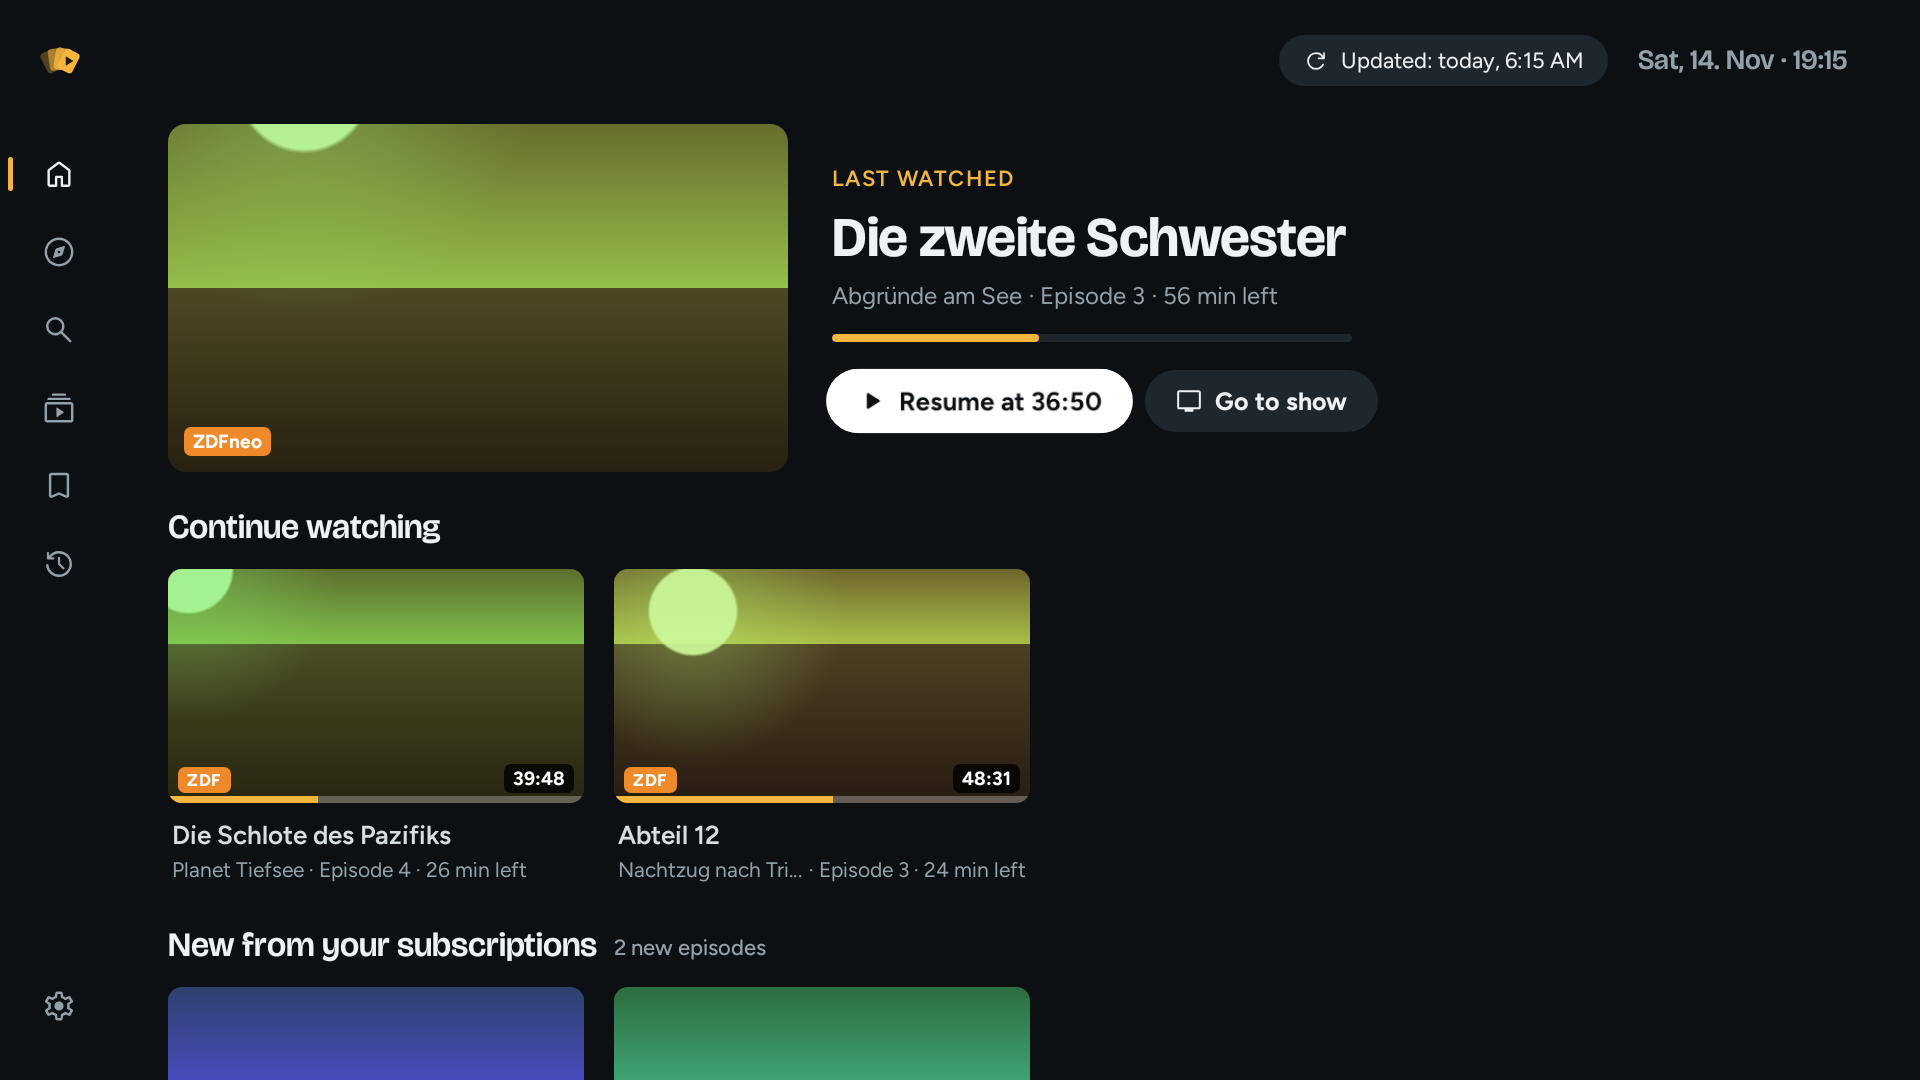 Updated: today, 6:15 AM
Sat, 14. Nov · 19:15
LAST WATCHED
Die zweite Schwester
Abgründe am See · Episode 3 · 56 min left
Resume at 36:50
Go to show
ZDFneo
Continue watching
ZDF
39:48
ZDF
48:31
Die Schlote des Pazifiks
Planet Tiefsee · Episode 4 · 26 min left
Abteil 12
Nachtzug nach Tri... · Episode 3 · 24 min left
New from your subscriptions
2 new episodes